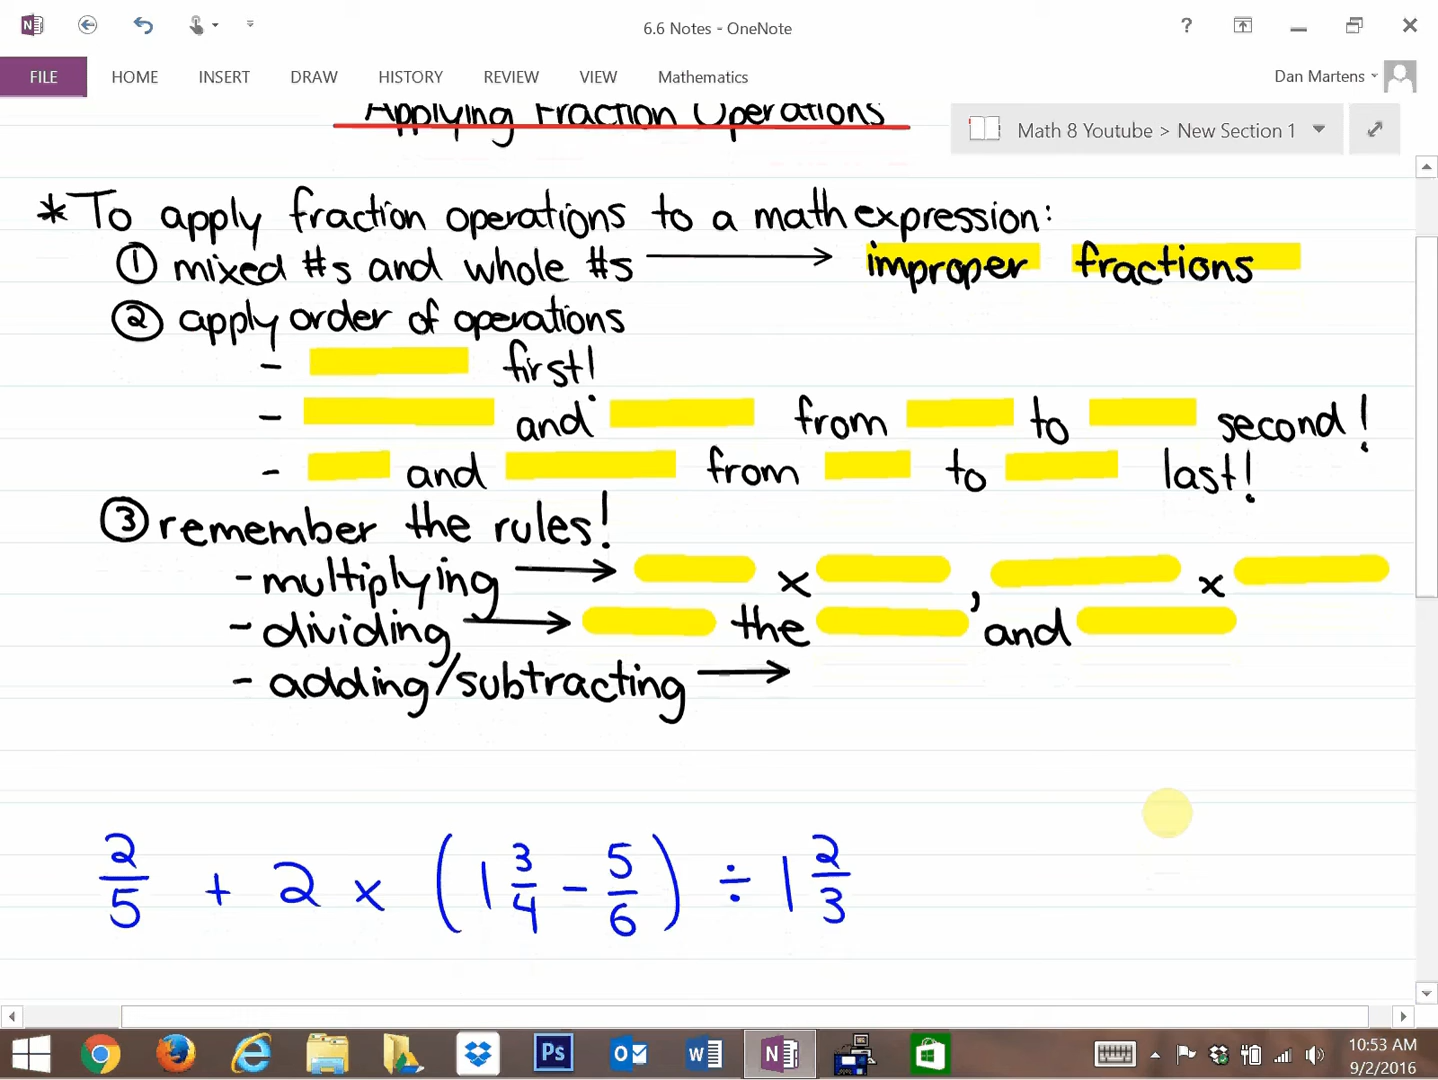 6.6 Notes - OneNote
?
FILE HOME INSERT DRAW HISTORY REVIEW VIEW Mathematics
Dan Martens
Applying Fraction Operations
Math 8 Youtube > New Section 1
*To apply fraction operations to a math expression:
① mixed #s and whole #s → improper fractions
② apply order of operations
- first!
- and from to second!
- and from to last!
③ remember the rules!
- multiplying → x , x
- dividing → the and
- adding/subtracting →
2/5 + 2 x (1 3/4 - 5/6) ÷ 1 2/3
Ps
10:53 AM
9/2/2016